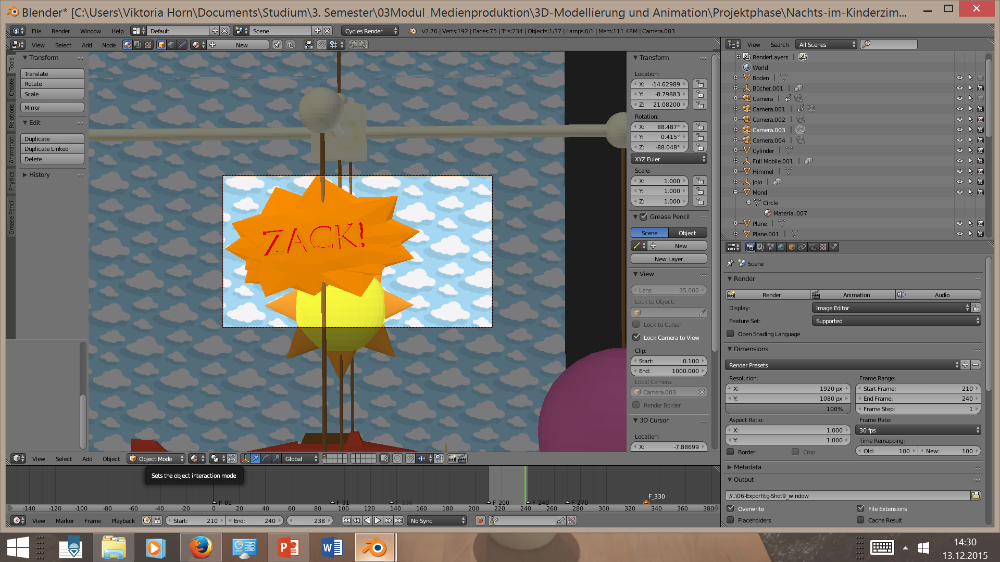 Blender* [C:\Users\Viktoria Horn\Documents\Studium\3. Semester\03Modul_Medienproduktion\3D-Modellierung und Animation\Projektphase\Nachts-im-Kinderzim...
File Render Window Help Default Scene Cycles Render v2.76 | Verts:192 | Faces:75 | Tris:234 | Objects:1/37 | Lamps:0/1 | Mem:111.48M | Camera.003
View Select Add Node New
View Search All Scenes
Tools
Create
Relations
Animation
Physics
Grease Pencil
Transform
Translate
Rotate
Scale
Mirror
Edit
Duplicate
Duplicate Linked
Delete
History
ZACK!
Transform
Location:
X: -14.62989
Y: -8.79883
Z: 21.08200
Rotation:
X: 88.487°
Y: 0.415°
Z: -88.048°
XYZ Euler
Scale:
X: 1.000
Y: 1.000
Z: 1.000
Grease Pencil
Scene Object
New
New Layer
View
Lens: 35.000
Lock to Object:
Lock to Cursor
Lock Camera to View
Clip:
Start: 0.100
End: 1000.000
Local Camera:
Camera.003
Render Border
3D Cursor
Location:
X: -7.88699
RenderLayers
World
Boden
Bücher.001
Camera
Camera.001
Camera.002
Camera.003
Camera.004
Cylinder
Full Mobile.001
Himmel
JoJo
Mond
Circle
Material.007
Plane
Plane.001
Scene
Render
Render Animation Audio
Display: Image Editor
Feature Set: Supported
Open Shading Language
Dimensions
Render Presets
Resolution: Frame Range:
X: 1920 px Start Frame: 210
Y: 1080 px End Frame: 240
100% Frame Step: 1
Aspect Ratio: Frame Rate:
X: 1.000 30 fps
Y: 1.000 Time Remapping:
Border Crop Old: 100 New: 100
Metadata
Output
//..\06-Export\tg-Shot9_window
Overwrite File Extensions
Placeholders Cache Result
View Select Add Object Object Mode Global
Sets the object interaction mode
F_01 F_91 F_136 F_200 F_240 F_270 F_330
-140 -120 -100 -80 -60 -40 -20 0 20 40 60 80 100 120 140 160 180 200 220 240 260 280 300 320 340 360 380
View Marker Frame Playback Start: 210 End: 240 238 No Sync
14:30
13.12.2015